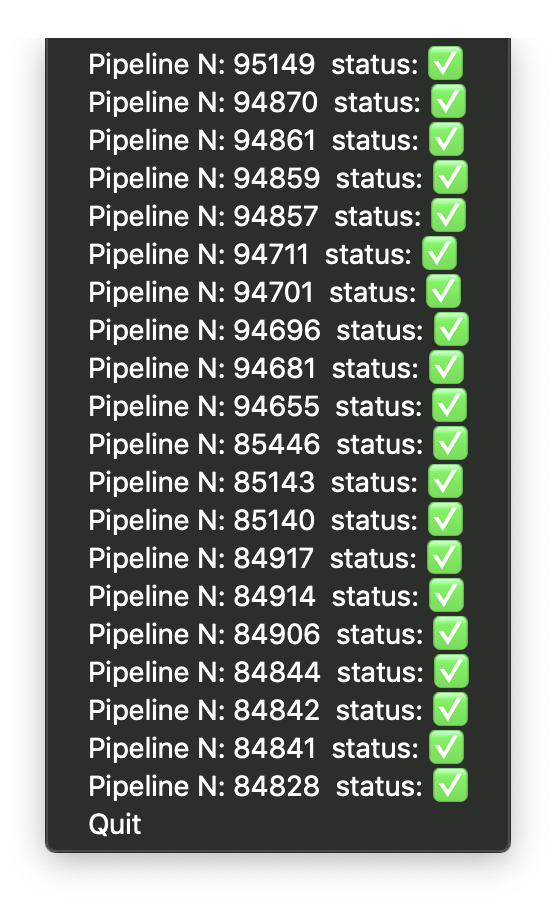 Pipeline N: 95149 status: ✅
Pipeline N: 94870 status: ✅
Pipeline N: 94861 status: ✅
Pipeline N: 94859 status: ✅
Pipeline N: 94857 status: ✅
Pipeline N: 94711 status: ✅
Pipeline N: 94701 status: ✅
Pipeline N: 94696 status: ✅
Pipeline N: 94681 status: ✅
Pipeline N: 94655 status: ✅
Pipeline N: 85446 status: ✅
Pipeline N: 85143 status: ✅
Pipeline N: 85140 status: ✅
Pipeline N: 84917 status: ✅
Pipeline N: 84914 status: ✅
Pipeline N: 84906 status: ✅
Pipeline N: 84844 status: ✅
Pipeline N: 84842 status: ✅
Pipeline N: 84841 status: ✅
Pipeline N: 84828 status: ✅
Quit